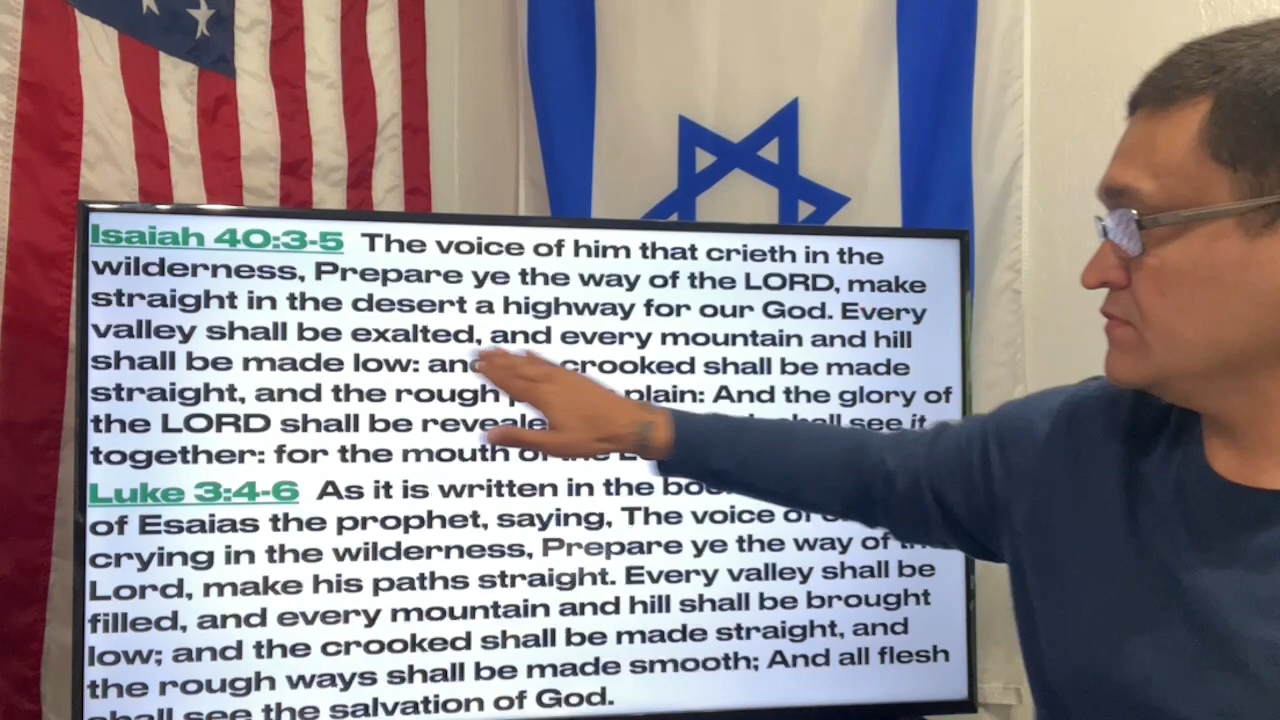 Isaiah 40:3-5 The voice of him that crieth in the
wilderness, Prepare ye the way of the LORD, make
straight in the desert a highway for our God. Every
valley shall be exalted, and every mountain and hill
shall be made low: and crooked shall be made
straight, and the rough plain: And the glory of
the LORD shall be shall see it
together: for the mouth of the
Luke 3:4-6 As it is written in the
of Esaias the prophet, saying, The voice of
crying in the wilderness, Prepare ye the way of the
Lord, make his paths straight. Every valley shall be
filled, and every mountain and hill shall be brought
low; and the crooked shall be made straight, and
the rough ways shall be made smooth; And all flesh
shall see the salvation of God.